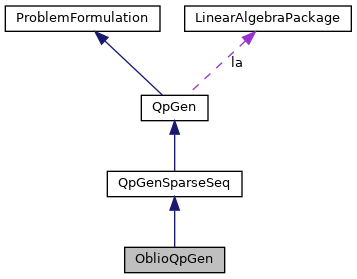 ProblemFormulation
LinearAlgebraPackage
la
QpGen
QpGenSparseSeq
OblioQpGen